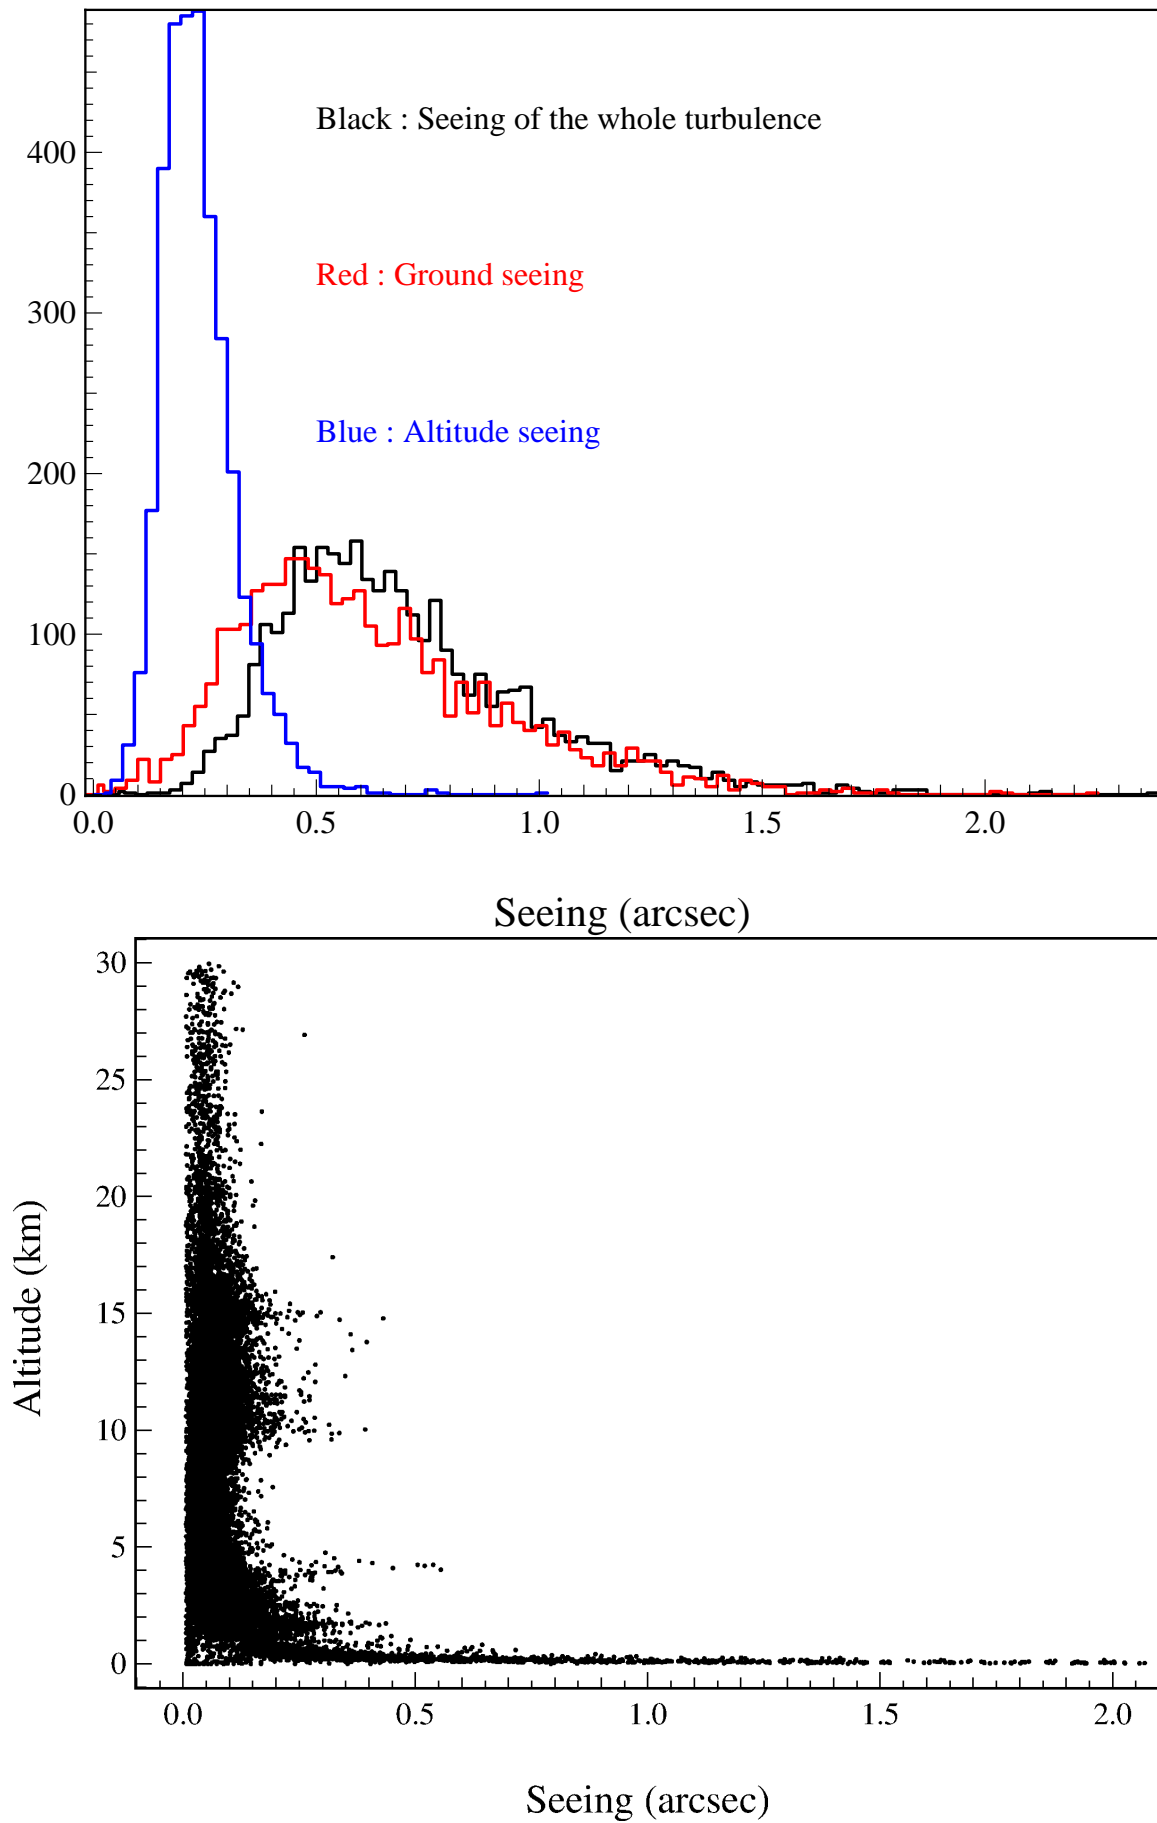 Black : Seeing of the whole turbulence
400
Red : Ground seeing
300
Blue : Altitude seeing
200
100
0
0.0 0.5 1.0 1.5 2.0
Seeing (arcsec)
30
25
20
Altitude (km)
15
10
5
0
0.0 0.5 1.0 1.5 2.0
Seeing (arcsec)